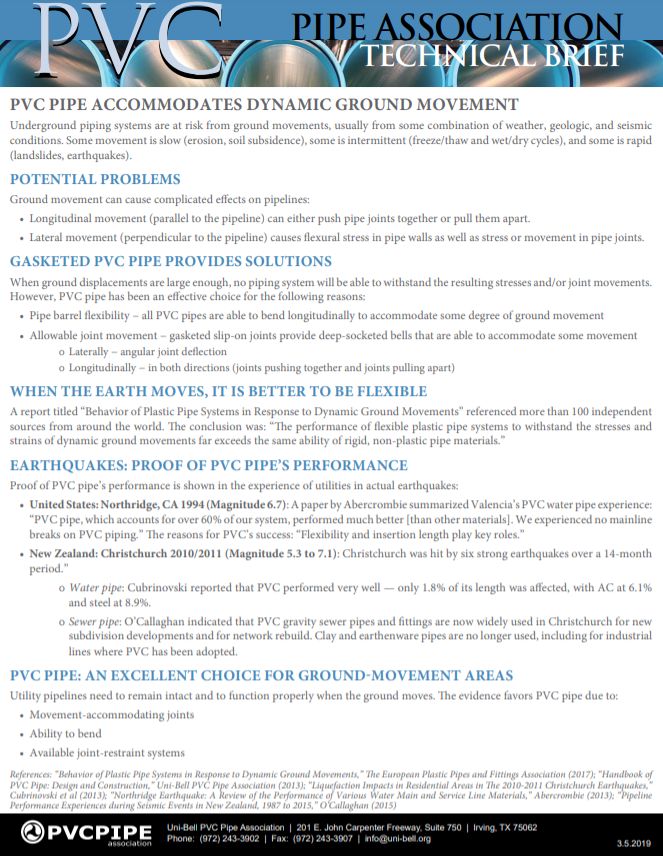 PVC
PIPE ASSOCIATION
TECHNICAL BRIEF
PVC PIPE ACCOMMODATES DYNAMIC GROUND MOVEMENT
Underground piping systems are at risk from ground movements, usually from some combination of weather, geologic, and seismic
conditions. Some movement is slow (erosion, soil subsidence), some is intermittent (freeze/thaw and wet/dry cycles), and some is rapid
(landslides, earthquakes).
POTENTIAL PROBLEMS
Ground movement can cause complicated effects on pipelines:
• Longitudinal movement (parallel to the pipeline) can either push pipe joints together or pull them apart.
• Lateral movement (perpendicular to the pipeline) causes flexural stress in pipe walls as well as stress or movement in pipe joints.
GASKETED PVC PIPE PROVIDES SOLUTIONS
When ground displacements are large enough, no piping system will be able to withstand the resulting stresses and/or joint movements.
However, PVC pipe has been an effective choice for the following reasons:
• Pipe barrel flexibility – all PVC pipes are able to bend longitudinally to accommodate some degree of ground movement
• Allowable joint movement – gasketed slip-on joints provide deep-socketed bells that are able to accommodate some movement
o Laterally – angular joint deflection
o Longitudinally – in both directions (joints pushing together and joints pulling apart)
WHEN THE EARTH MOVES, IT IS BETTER TO BE FLEXIBLE
A report titled “Behavior of Plastic Pipe Systems in Response to Dynamic Ground Movements” referenced more than 100 independent
sources from around the world. The conclusion was: “The performance of flexible plastic pipe systems to withstand the stresses and
strains of dynamic ground movements far exceeds the same ability of rigid, non-plastic pipe materials.”
EARTHQUAKES: PROOF OF PVC PIPE’S PERFORMANCE
Proof of PVC pipe’s performance is shown in the experience of utilities in actual earthquakes:
• United States: Northridge, CA 1994 (Magnitude 6.7): A paper by Abercrombie summarized Valencia’s PVC water pipe experience:
“PVC pipe, which accounts for over 60% of our system, performed much better [than other materials]. We experienced no mainline
breaks on PVC piping.” The reasons for PVC’s success: “Flexibility and insertion length play key roles.”
• New Zealand: Christchurch 2010/2011 (Magnitude 5.3 to 7.1): Christchurch was hit by six strong earthquakes over a 14-month
period.”
o Water pipe: Cubrinovski reported that PVC performed very well — only 1.8% of its length was affected, with AC at 6.1%
and steel at 8.9%.
o Sewer pipe: O’Callaghan indicated that PVC gravity sewer pipes and fittings are now widely used in Christchurch for new
subdivision developments and for network rebuild. Clay and earthenware pipes are no longer used, including for industrial
lines where PVC has been adopted.
PVC PIPE: AN EXCELLENT CHOICE FOR GROUND-MOVEMENT AREAS
Utility pipelines need to remain intact and to function properly when the ground moves. The evidence favors PVC pipe due to:
• Movement-accommodating joints
• Ability to bend
• Available joint-restraint systems
References: “Behavior of Plastic Pipe Systems in Response to Dynamic Ground Movements,” The European Plastic Pipes and Fittings Association (2017); “Handbook of
PVC Pipe: Design and Construction,” Uni-Bell PVC Pipe Association (2013); “Liquefaction Impacts in Residential Areas in The 2010-2011 Christchurch Earthquakes,”
Cubrinovski et al (2013); “Northridge Earthquake: A Review of the Performance of Various Water Main and Service Line Materials,” Abercrombie (2013); “Pipeline
Performance Experiences during Seismic Events in New Zealand, 1987 to 2015,” O’Callaghan (2015)
PVCPIPE
association
Uni-Bell PVC Pipe Association | 201 E. John Carpenter Freeway, Suite 750 | Irving, TX 75062
Phone: (972) 243-3902 | Fax: (972) 243-3907 | info@uni-bell.org
3.5.2019